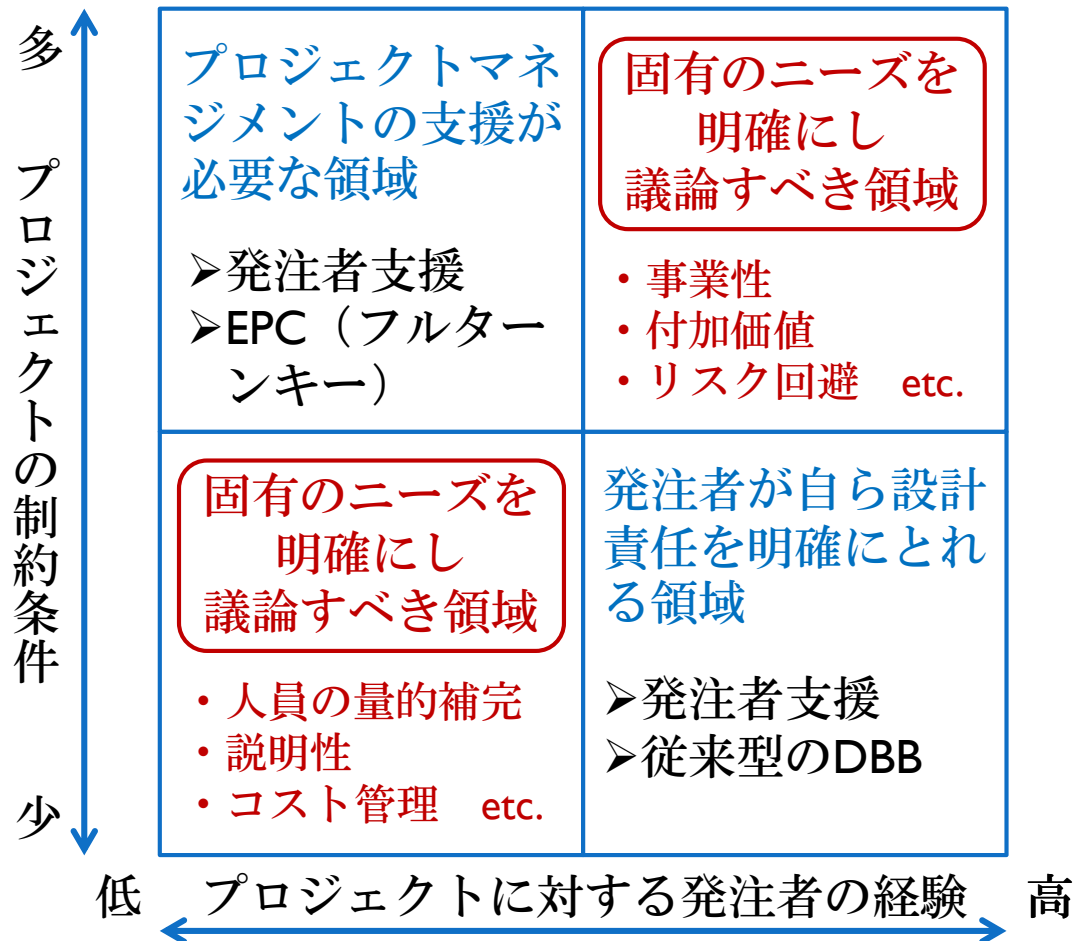 多
プロジェクトの制約条件
少
プロジェクトマネ
ジメントの支援が
必要な領域
➢発注者支援
➢EPC（フルター
ンキー）
固有のニーズを
明確にし
議論すべき領域
・事業性
・付加価値
・リスク回避　etc.
固有のニーズを
明確にし
議論すべき領域
・人員の量的補完
・説明性
・コスト管理　etc.
発注者が自ら設計
責任を明確にとれ
る領域
➢発注者支援
➢従来型のDBB
低　プロジェクトに対する発注者の経験　高